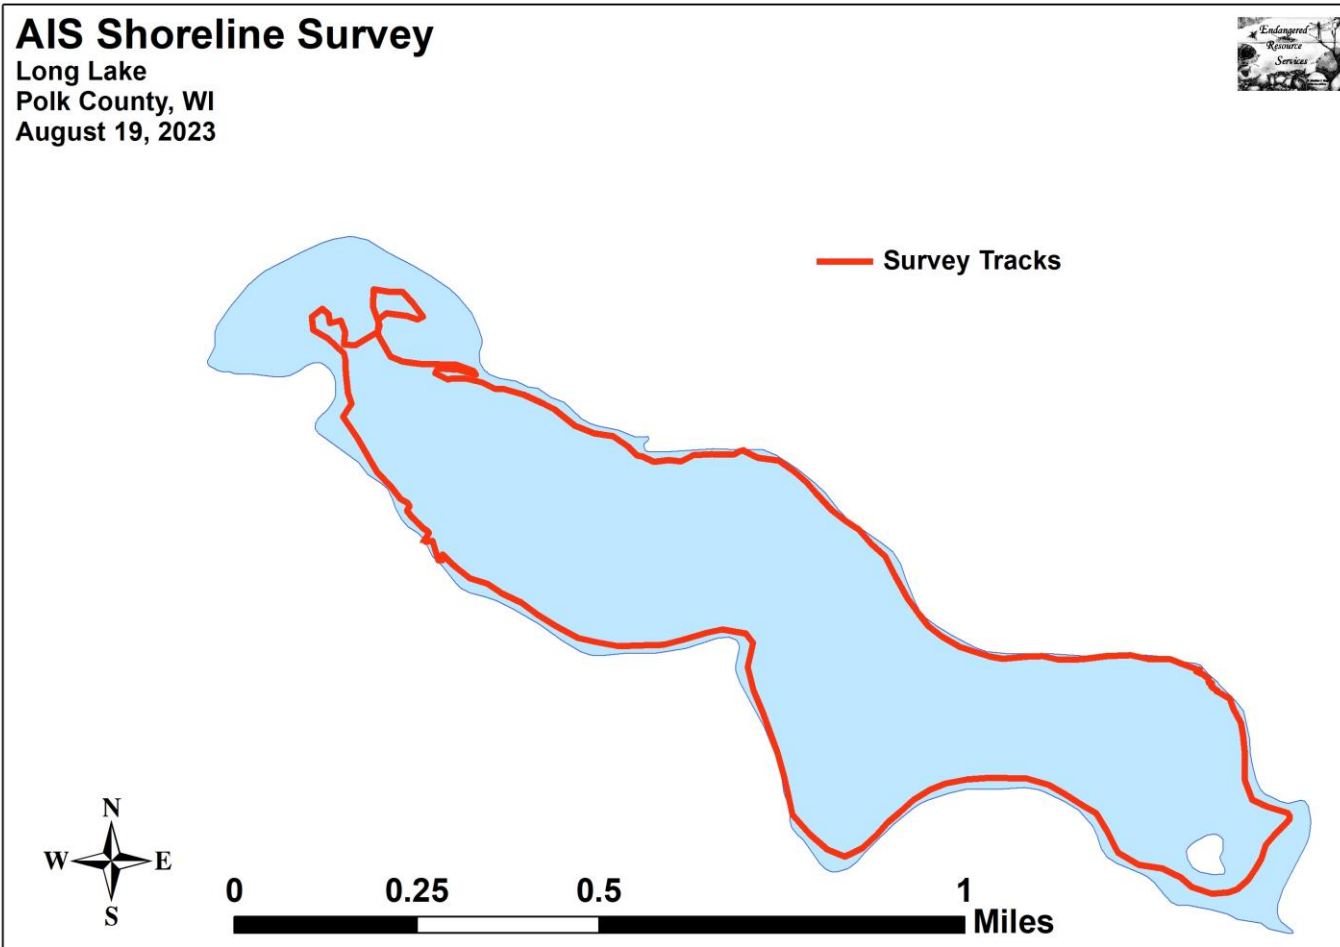 AIS Shoreline Survey
Long Lake
Polk County, WI
August 19, 2023
Endangered
Resource
Services
Survey Tracks
N
W E
S
0 0.25 0.5 1
Miles